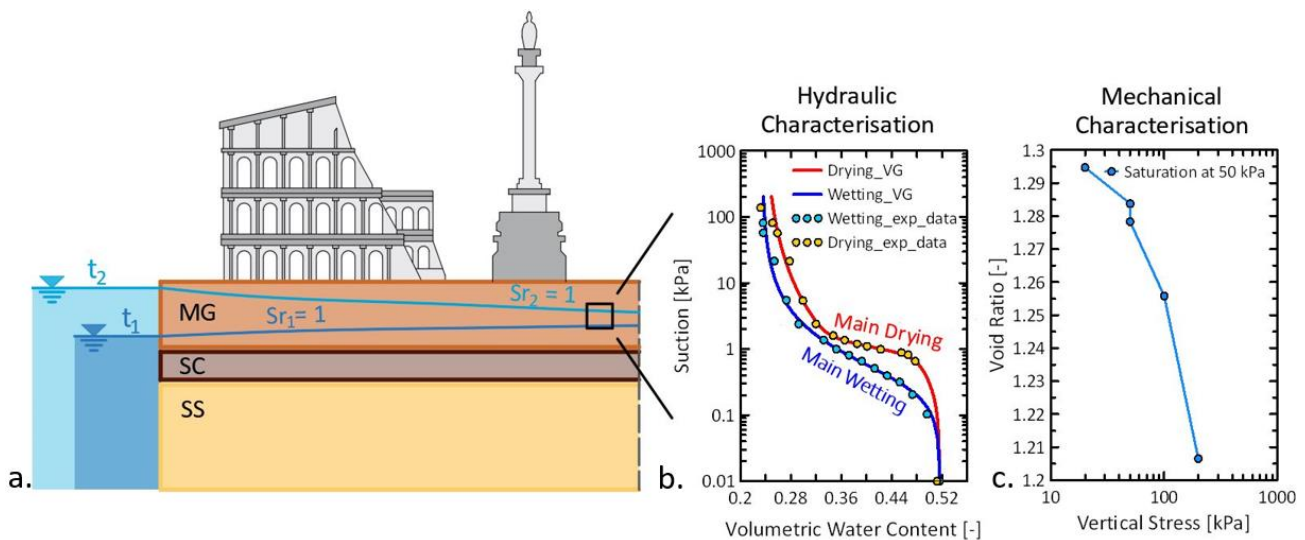 t2
t1
MG
Sr1= 1
Sr2 = 1
SC
SS
a.
Hydraulic
Characterisation
1000
100
10
1
0.1
0.01
Suction [kPa]
Drying_VG
Wetting_VG
Wetting_exp_data
Drying_exp_data
Main Drying
Main Wetting
0.2
0.28
0.36
0.44
0.52
Volumetric Water Content [-]
b.
Mechanical
Characterisation
1.3
1.29
1.28
1.27
1.26
1.25
1.24
1.23
1.22
1.21
1.2
Void Ratio [-]
Saturation at 50 kPa
10
100
1000
Vertical Stress [kPa]
c.